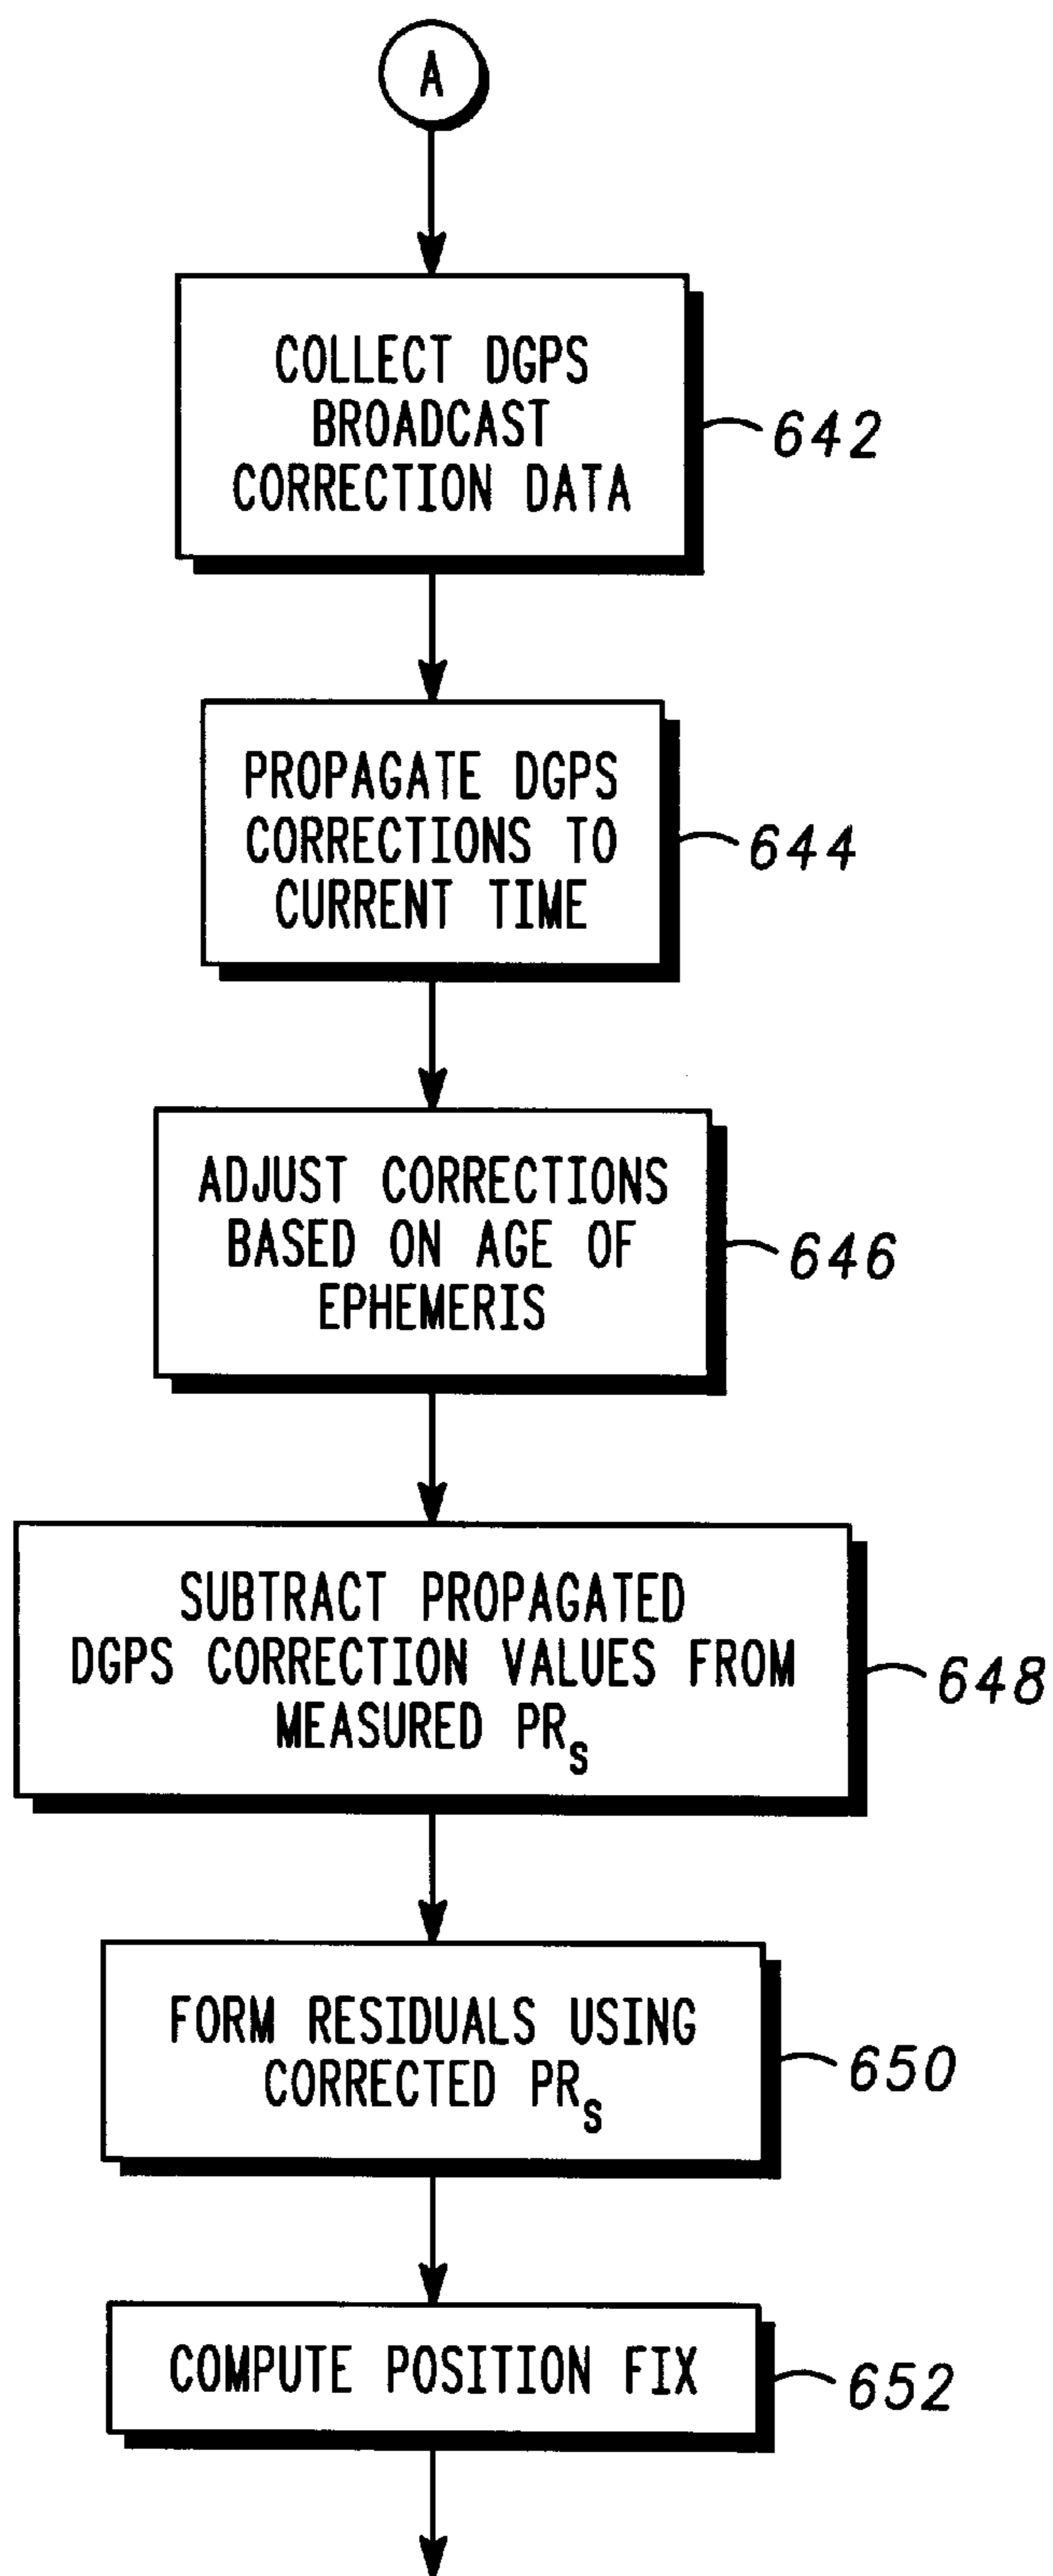 A
COLLECT DGPS
BROADCAST
CORRECTION DATA
642
PROPAGATE DGPS
CORRECTIONS TO
CURRENT TIME
644
ADJUST CORRECTIONS
BASED ON AGE OF
EPHEMERIS
646
SUBTRACT PROPAGATED
DGPS CORRECTION VALUES FROM
MEASURED PRs
648
FORM RESIDUALS USING
CORRECTED PRs
650
COMPUTE POSITION FIX
652